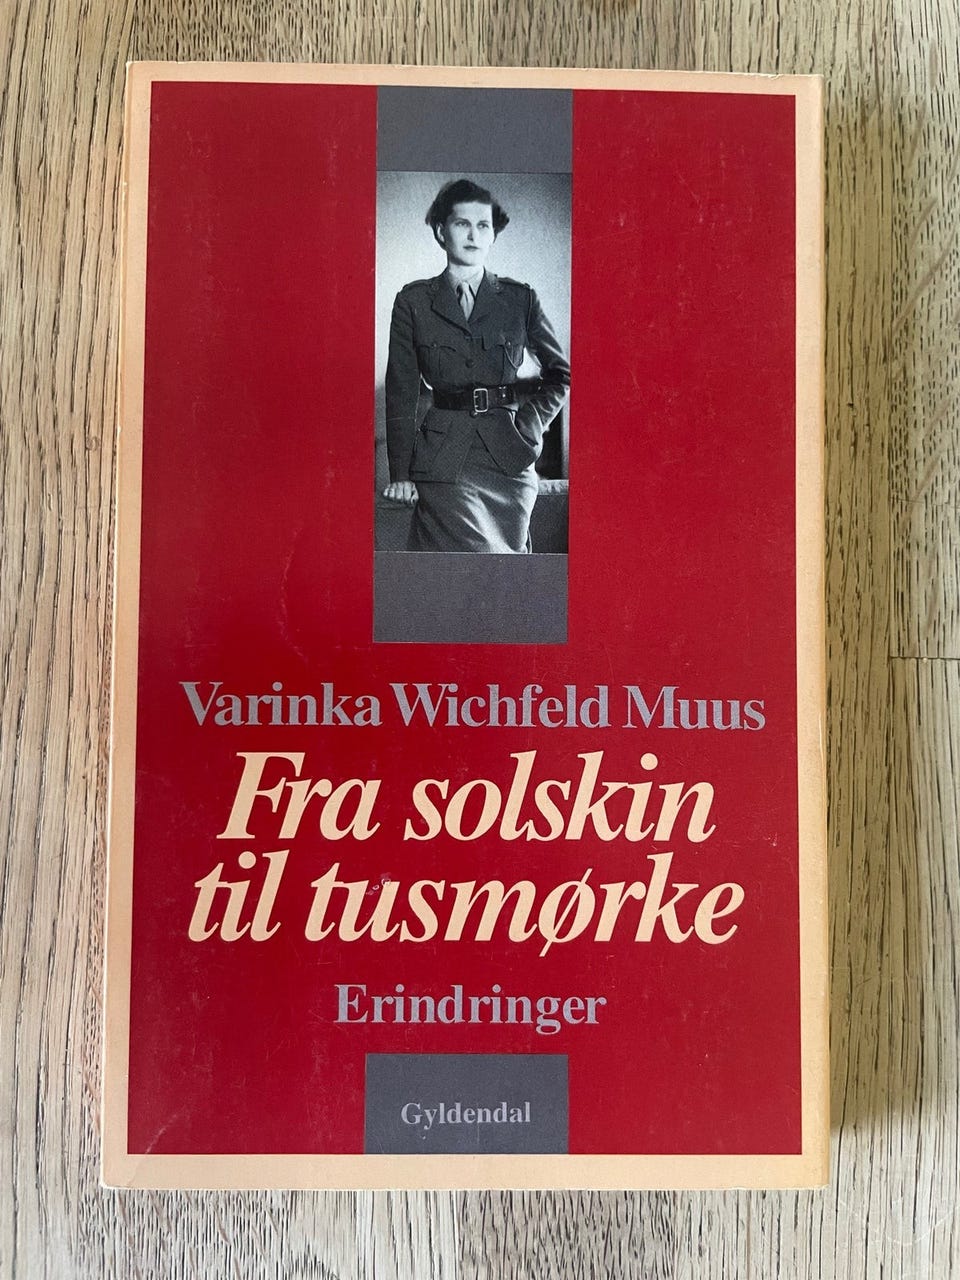 Varinka Wichfeld Muus
Fra solskin
til tusmørke
Erindringer
Gyldendal